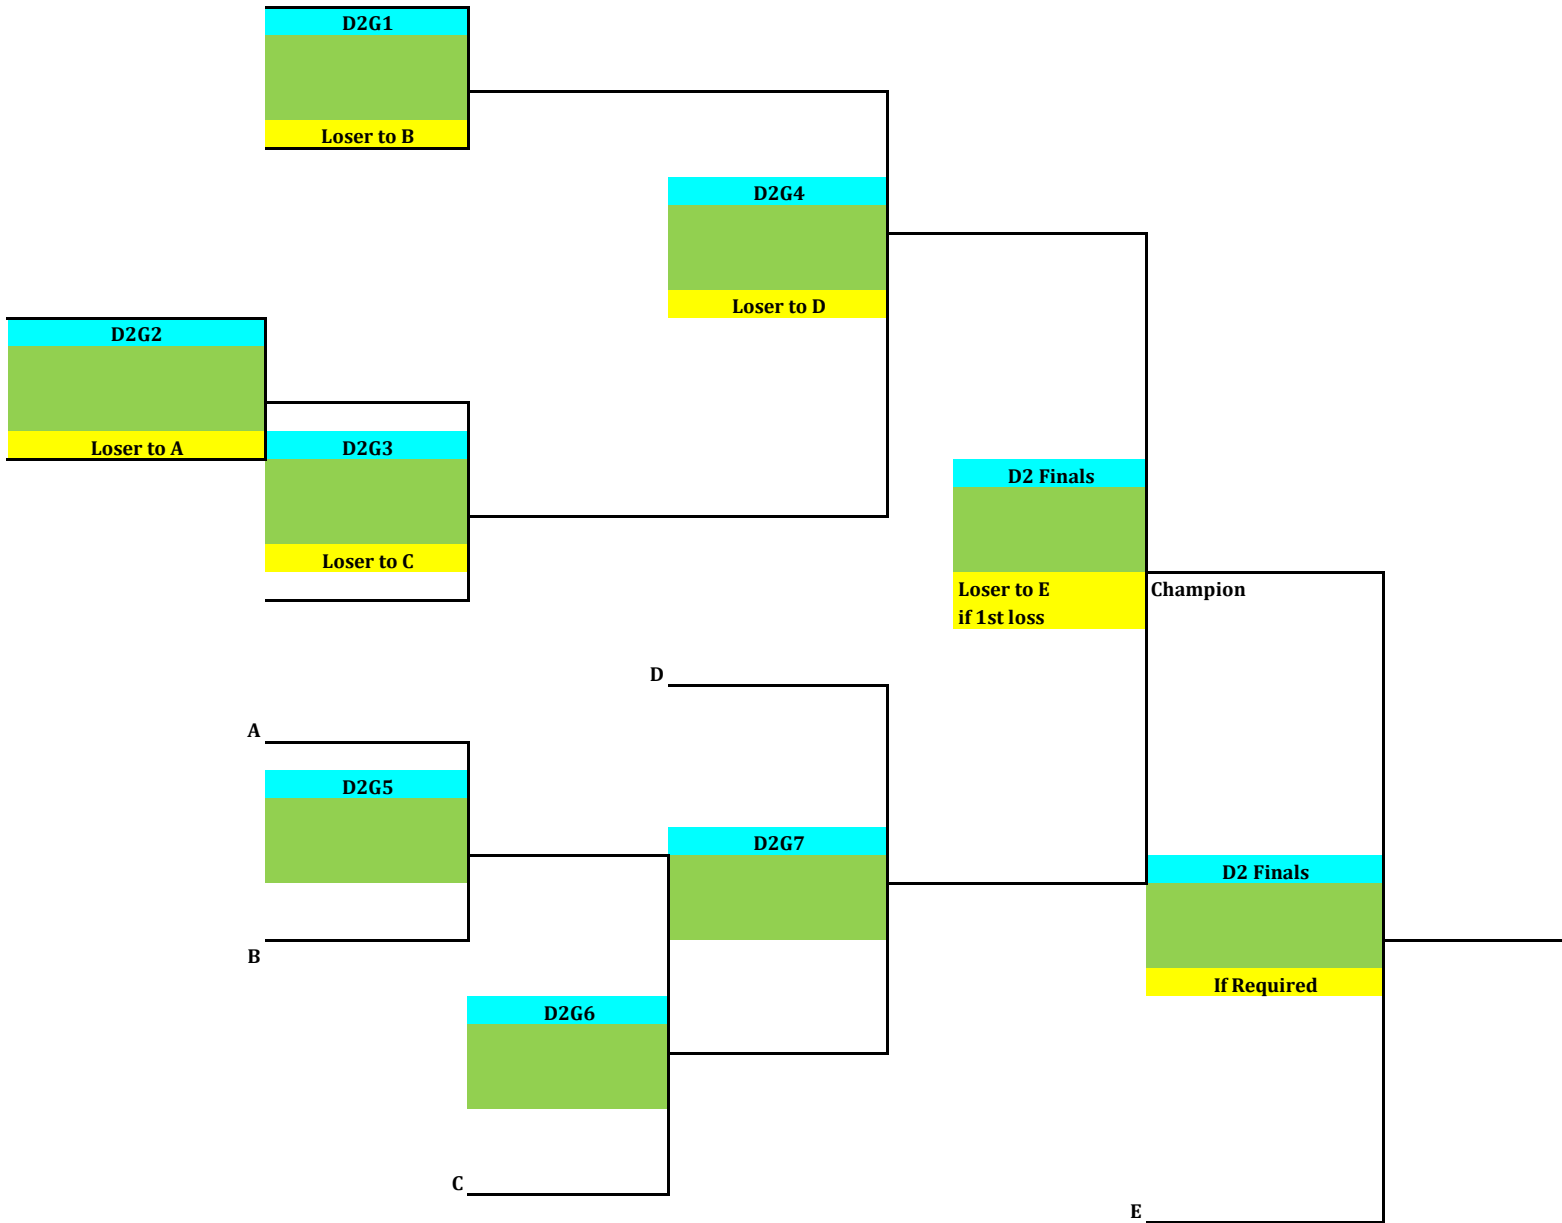 D2G1
Loser to B
D2G4
Loser to D
D2G2
Loser to A
D2G3
Loser to C
D2 Finals
Loser to E
if 1st loss
Champion
D
A
D2G5
B
D2G7
D2 Finals
If Required
D2G6
C
E